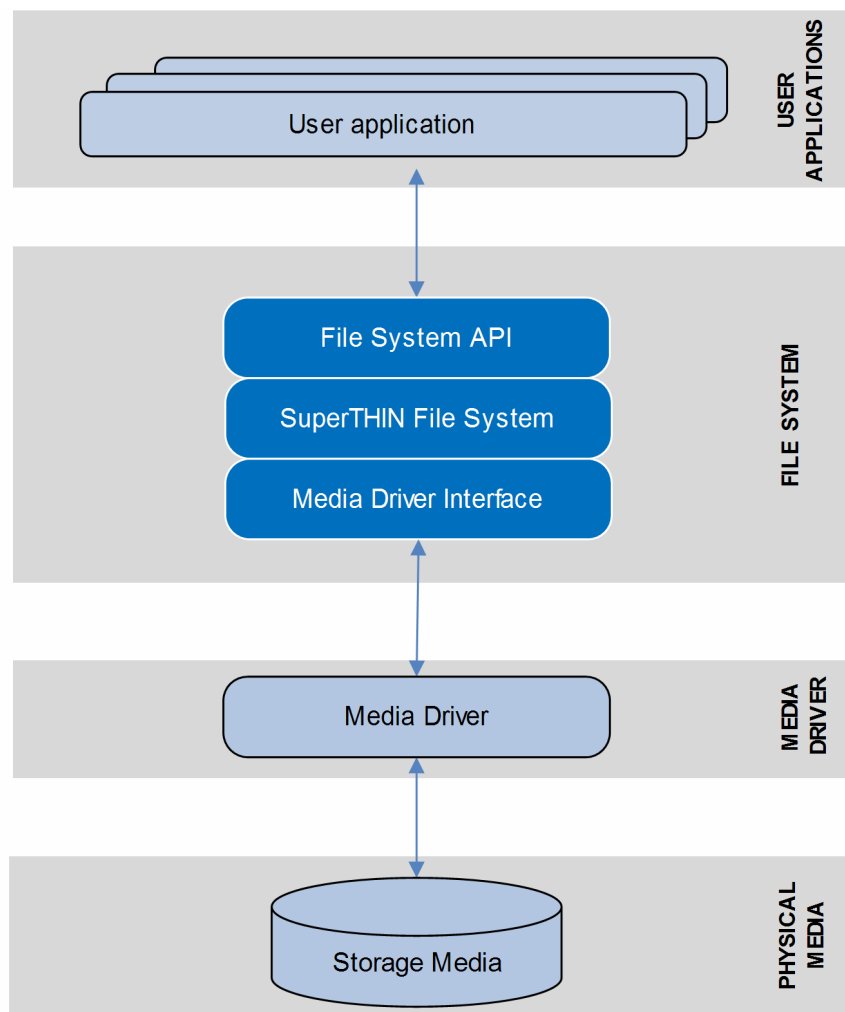 User application
USER
APPLICATIONS
File System API
SuperTHIN File System
Media Driver Interface
FILE SYSTEM
Media Driver
MEDIA
DRIVER
Storage Media
PHYSICAL
MEDIA